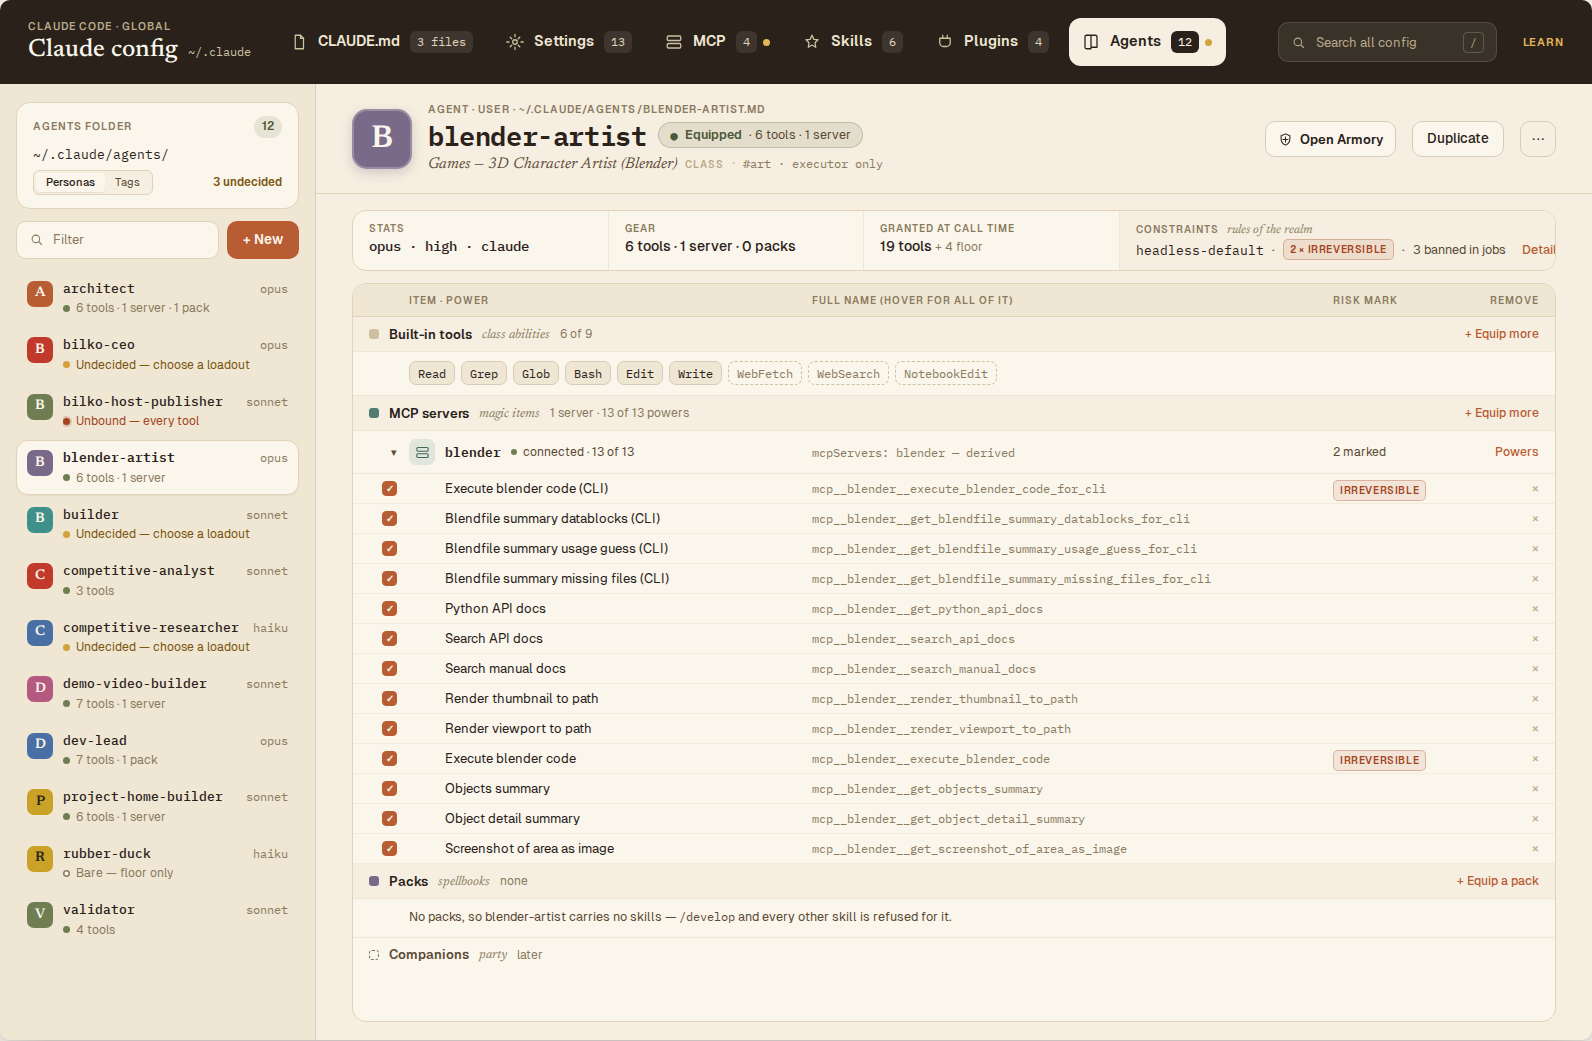 CLAUDE CODE · GLOBAL
Claude config ~/.claude
CLAUDE.md 3 files
Settings 13
MCP 4
Skills 6
Plugins 4
Agents 12
Search all config /
LEARN
AGENTS FOLDER 12
~/.claude/agents/
Personas Tags 3 undecided
Filter + New
A architect opus
6 tools · 1 server · 1 pack
B bilko-ceo opus
Undecided — choose a loadout
B bilko-host-publisher sonnet
Unbound — every tool
B blender-artist opus
6 tools · 1 server
B builder sonnet
Undecided — choose a loadout
C competitive-analyst sonnet
3 tools
C competitive-researcher haiku
Undecided — choose a loadout
D demo-video-builder sonnet
7 tools · 1 server
D dev-lead opus
7 tools · 1 pack
P project-home-builder sonnet
6 tools · 1 server
R rubber-duck haiku
Bare — floor only
V validator sonnet
4 tools
B
AGENT · USER · ~/.CLAUDE/AGENTS/BLENDER-ARTIST.MD
blender-artist ● Equipped · 6 tools · 1 server
Games — 3D Character Artist (Blender) CLASS · #art · executor only
Open Armory Duplicate ···
STATS
opus · high · claude
GEAR
6 tools · 1 server · 0 packs
GRANTED AT CALL TIME
19 tools + 4 floor
CONSTRAINTS rules of the realm
headless-default · 2 × IRREVERSIBLE · 3 banned in jobs Detail
ITEM · POWER FULL NAME (HOVER FOR ALL OF IT) RISK MARK REMOVE
Built-in tools class abilities 6 of 9 + Equip more
Read Grep Glob Bash Edit Write WebFetch WebSearch NotebookEdit
MCP servers magic items 1 server · 13 of 13 powers + Equip more
▾ blender connected · 13 of 13 mcpServers: blender — derived 2 marked Powers
✓ Execute blender code (CLI) mcp__blender__execute_blender_code_for_cli IRREVERSIBLE ×
✓ Blendfile summary datablocks (CLI) mcp__blender__get_blendfile_summary_datablocks_for_cli ×
✓ Blendfile summary usage guess (CLI) mcp__blender__get_blendfile_summary_usage_guess_for_cli ×
✓ Blendfile summary missing files (CLI) mcp__blender__get_blendfile_summary_missing_files_for_cli ×
✓ Python API docs mcp__blender__get_python_api_docs ×
✓ Search API docs mcp__blender__search_api_docs ×
✓ Search manual docs mcp__blender__search_manual_docs ×
✓ Render thumbnail to path mcp__blender__render_thumbnail_to_path ×
✓ Render viewport to path mcp__blender__render_viewport_to_path ×
✓ Execute blender code mcp__blender__execute_blender_code IRREVERSIBLE ×
✓ Objects summary mcp__blender__get_objects_summary ×
✓ Object detail summary mcp__blender__get_object_detail_summary ×
✓ Screenshot of area as image mcp__blender__get_screenshot_of_area_as_image ×
Packs spellbooks none + Equip a pack
No packs, so blender-artist carries no skills — /develop and every other skill is refused for it.
Companions party later